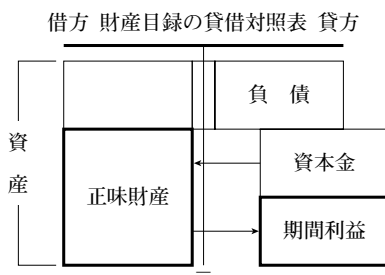 借方 財産目録の貸借対照表 貸方
負 債
資産
資本金
正味財産
期間利益